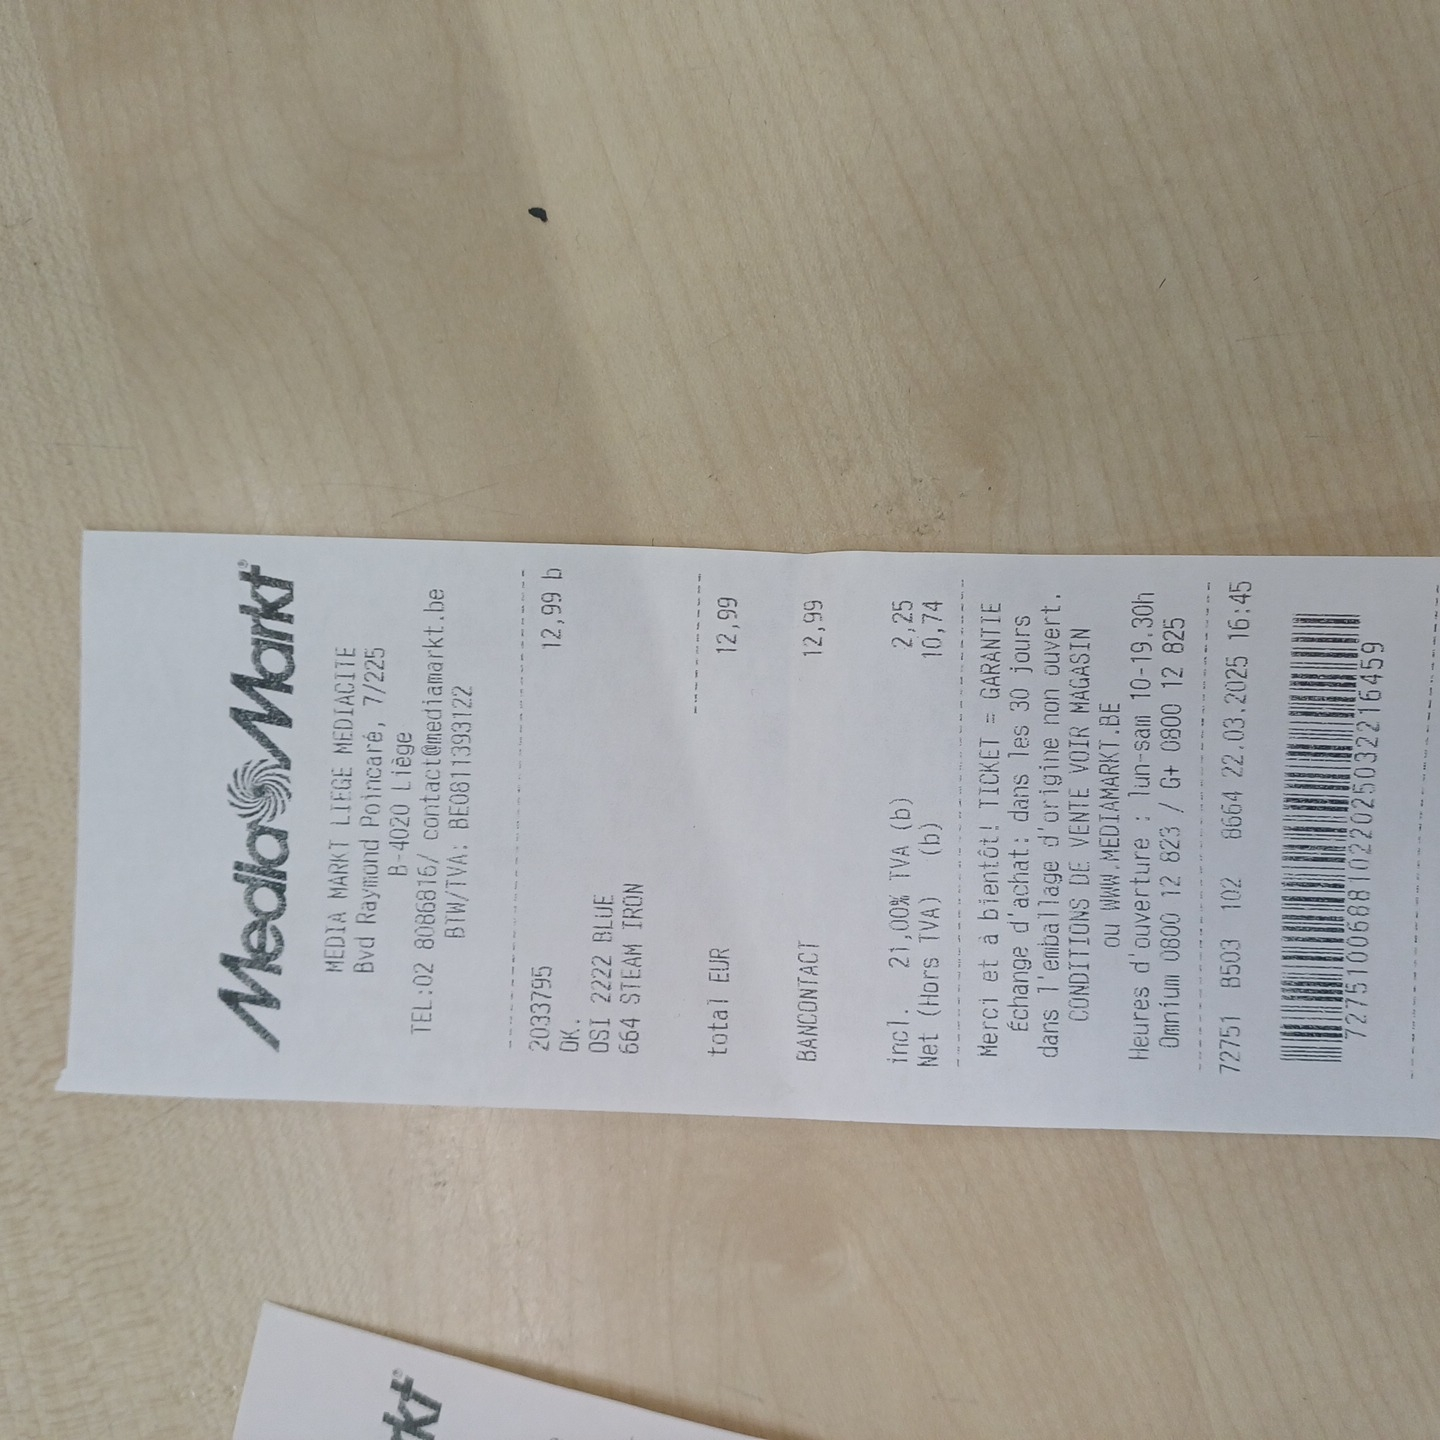 Media Markt
MEDIA MARKT LIEGE MEDIACITE
Bvd Raymond Poincaré, 7/225
B-4020 Liège
TEL:02 8086816/ contact@mediamarkt.be
BTW/TVA: BE0811393122
2033795 12,99 b
OK.
OSI 2222 BLUE
664 STEAM IRON
total EUR 12,99
BANCONTACT 12,99
incl. 21,00% TVA (b) 2,25
Net (Hors TVA) (b) 10,74
Merci et à bientôt! TICKET = GARANTIE
Échange d'achat: dans les 30 jours
dans l'emballage d'origine non ouvert.
CONDITIONS DE VENTE VOIR MAGASIN
ou WWW.MEDIAMARKT.BE
Heures d'ouverture : lun-sam 10-19.30h
Omnium 0800 12 823 / G+ 0800 12 825
72751 B503 102 8664 22.03.2025 16:45
72751006881022025032216459
rkt